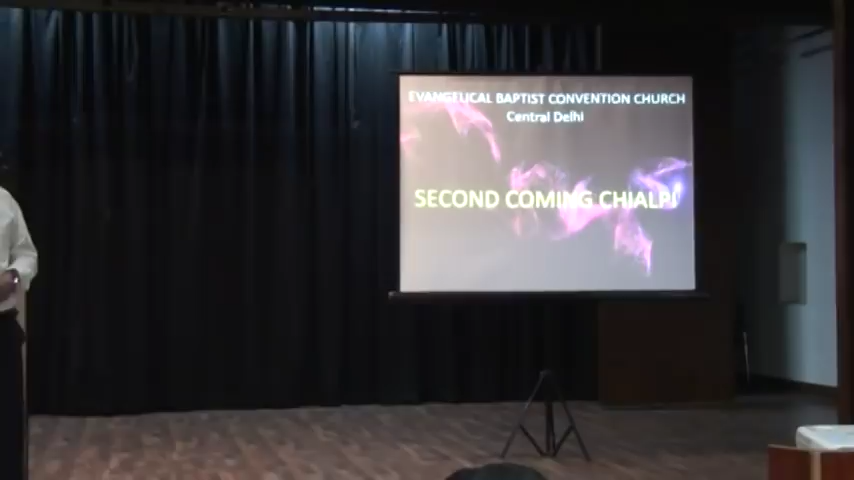 EVANGELICAL BAPTIST CONVENTION CHURCH
Central Delhi
SECOND COMING CHIALPI